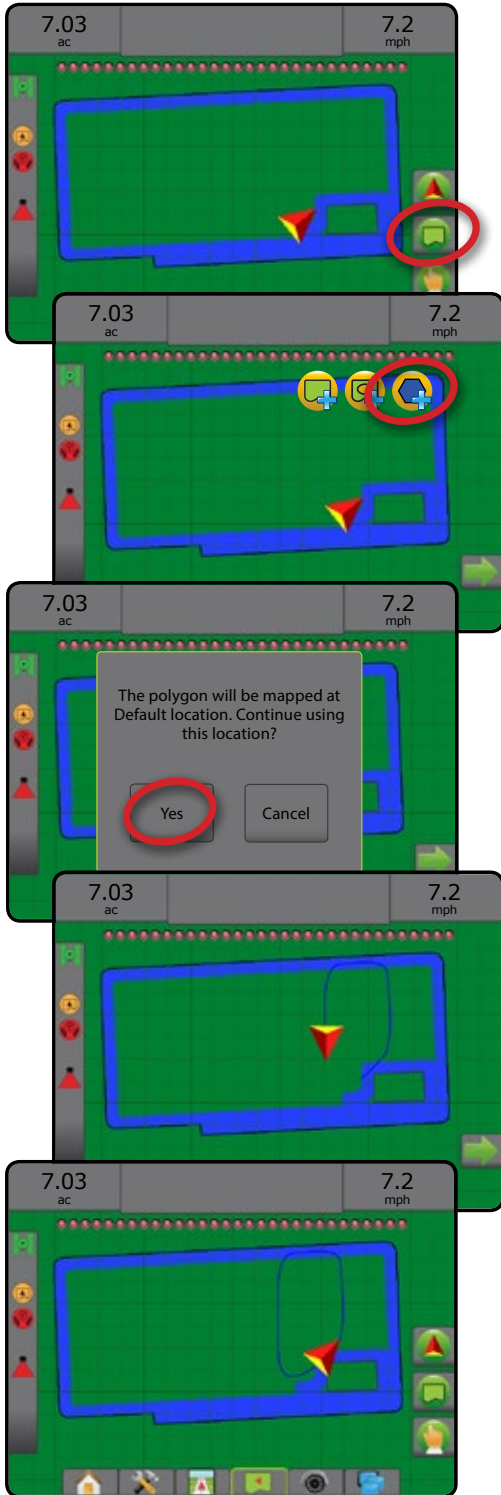 7.03
ac
7.2
mph
7.03
ac
7.2
mph
7.03
ac
7.2
mph
The polygon will be mapped at
Default location. Continue using
this location?
Yes
Cancel
7.03
ac
7.2
mph
7.03
ac
7.2
mph